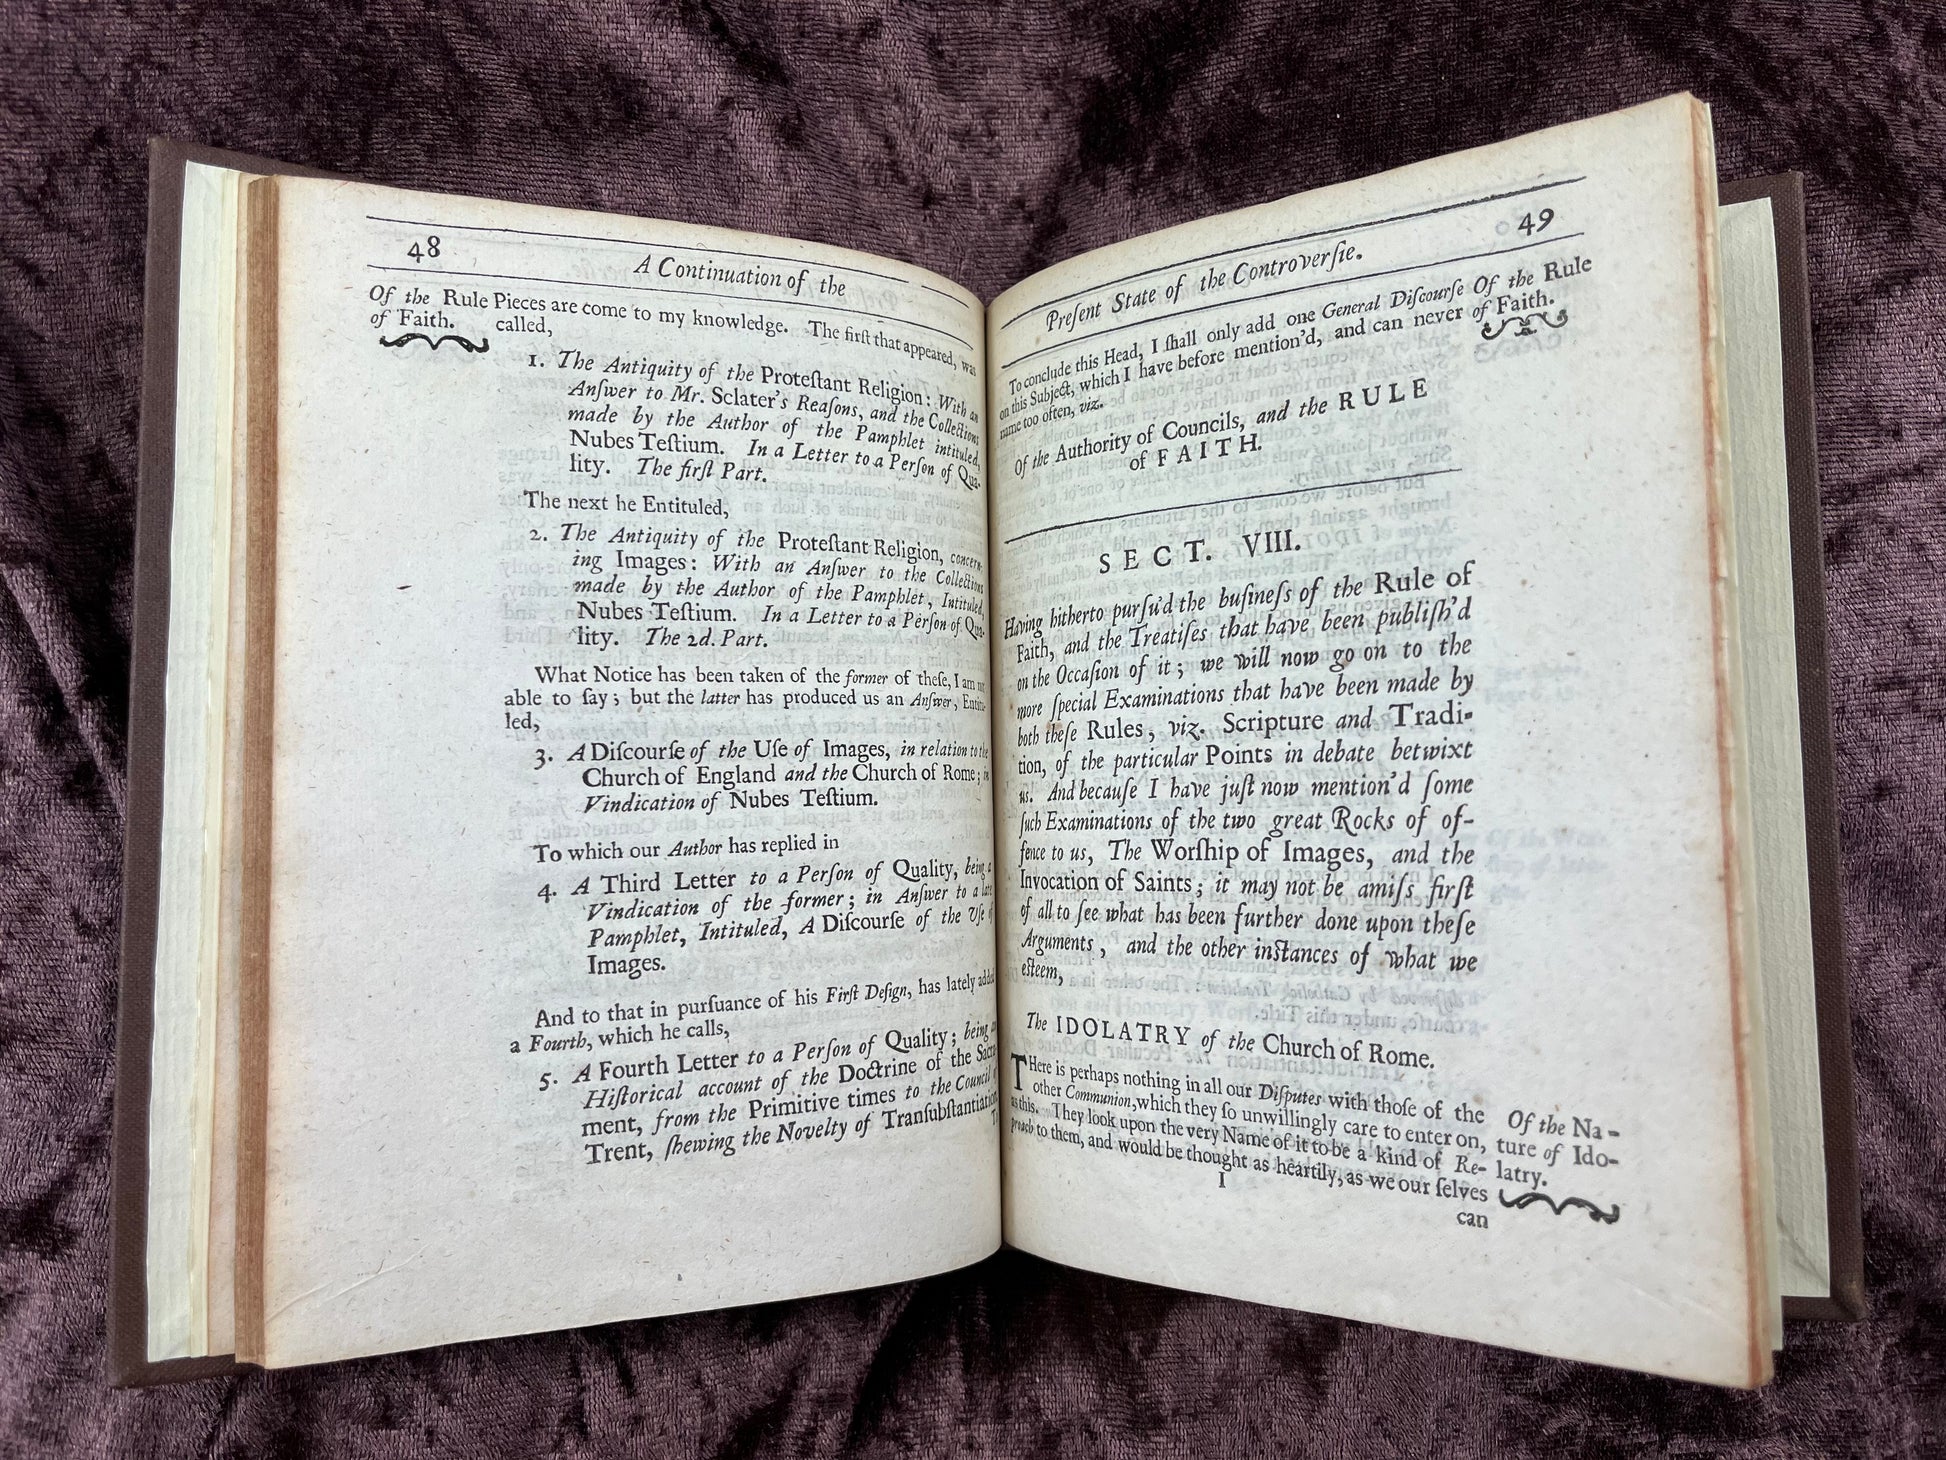 48
A Continuation of the
Of the Rule
of Faith.
Pieces are come to my knowledge. The firſt that appeared, was
called,
1. The Antiquity of the Proteſtant Religion: With an
Anſwer to Mr. Sclater's Reaſons, and the Collections
made by the Author of the Pamphlet intituled,
Nubes Teſtium. In a Letter to a Perſon of Qua-
lity. The firſt Part.
The next he Entituled,
2. The Antiquity of the Proteſtant Religion, concern-
ing Images: With an Anſwer to the Collections
made by the Author of the Pamphlet, Intituled,
Nubes Teſtium. In a Letter to a Perſon of Qua-
lity. The 2d. Part.
What Notice has been taken of the former of theſe, I am not
able to ſay; but the latter has produced us an Anſwer, Entitu-
led,
3. A Diſcourſe of the Uſe of Images, in relation to the
Church of England and the Church of Rome; in
Vindication of Nubes Teſtium.
To which our Author has replied in
4. A Third Letter to a Perſon of Quality, being a
Vindication of the former; in Anſwer to a late
Pamphlet, Intituled, A Diſcourſe of the Uſe of
Images.
And to that in purſuance of his Firſt Deſign, has lately added
a Fourth, which he calls,
5. A Fourth Letter to a Perſon of Quality; being an
Hiſtorical account of the Doctrine of the Sacra-
ment, from the Primitive times to the Council of
Trent, ſhewing the Novelty of Tranſubſtantiation.
To
49
Preſent State of the Controverſie.
To conclude this Head, I ſhall only add one General Diſcourſe
on this Subject, which I have before mention'd, and can never
name too often, viz.
Of the Rule
of Faith.
Of the Authority of Councils, and the RULE
of FAITH.
SECT. VIII.
Having hitherto purſu'd the buſineſs of the Rule of
Faith, and the Treatiſes that have been publiſh'd
on the Occaſion of it; we will now go on to the
more ſpecial Examinations that have been made by
both theſe Rules, viz. Scripture and Tradi-
tion, of the particular Points in debate betwixt
us. And becauſe I have juſt now mention'd ſome
ſuch Examinations of the two great Rocks of of-
fence to us, The Worſhip of Images, and the
Invocation of Saints; it may not be amiſs firſt
of all to ſee what has been further done upon theſe
Arguments, and the other inſtances of what we
eſteem,
The IDOLATRY of the Church of Rome.
THere is perhaps nothing in all our Diſputes with thoſe of the
other Communion, which they ſo unwillingly care to enter on,
as this. They look upon the very Name of it to be a kind of Re-
proach to them, and would be thought as heartily, as we our ſelves
Of the Na-
ture of Ido-
latry.
I
can